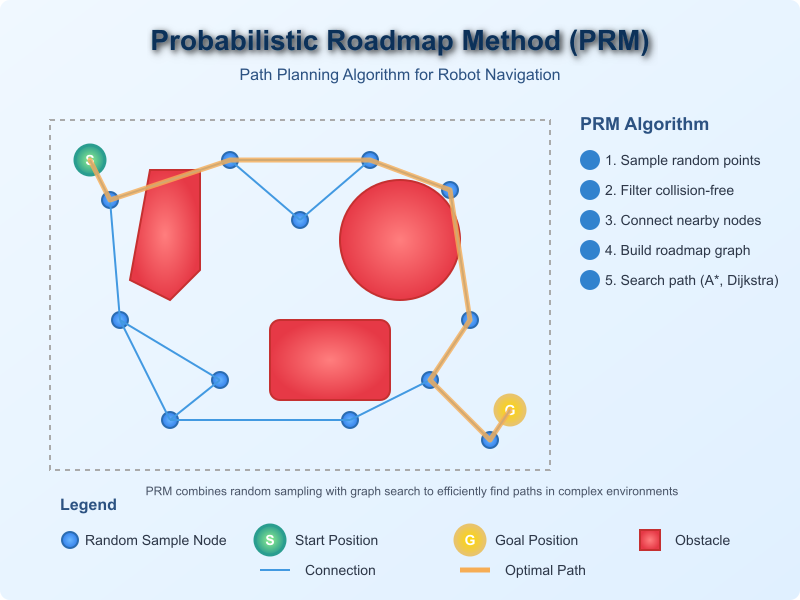 Probabilistic Roadmap Method (PRM)
Path Planning Algorithm for Robot Navigation
PRM Algorithm
1. Sample random points
2. Filter collision-free
3. Connect nearby nodes
4. Build roadmap graph
5. Search path (A*, Dijkstra)
S
G
PRM combines random sampling with graph search to efficiently find paths in complex environments
Legend
Random Sample Node
S Start Position
G Goal Position
Obstacle
Connection
Optimal Path